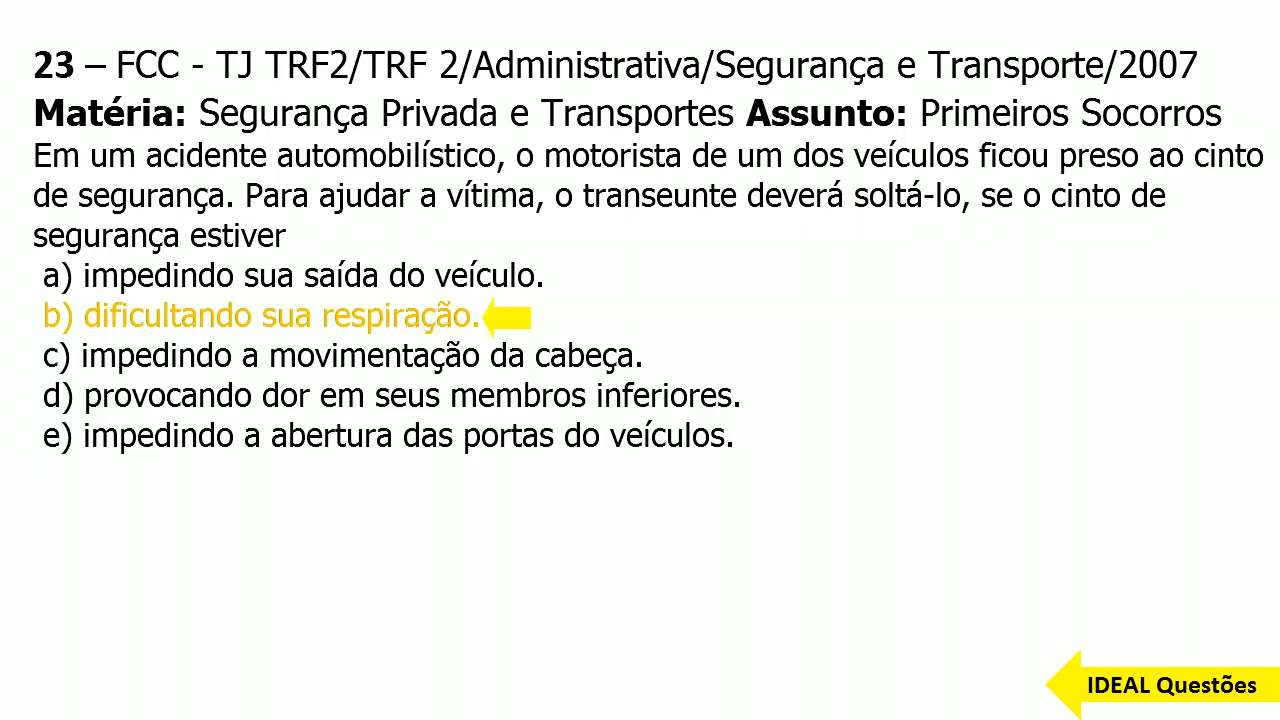 23 – FCC - TJ TRF2/TRF 2/Administrativa/Segurança e Transporte/2007
Matéria: Segurança Privada e Transportes Assunto: Primeiros Socorros
Em um acidente automobilístico, o motorista de um dos veículos ficou preso ao cinto
de segurança. Para ajudar a vítima, o transeunte deverá soltá-lo, se o cinto de
segurança estiver
a) impedindo sua saída do veículo.
b) dificultando sua respiração.
c) impedindo a movimentação da cabeça.
d) provocando dor em seus membros inferiores.
e) impedindo a abertura das portas do veículos.
IDEAL Questões